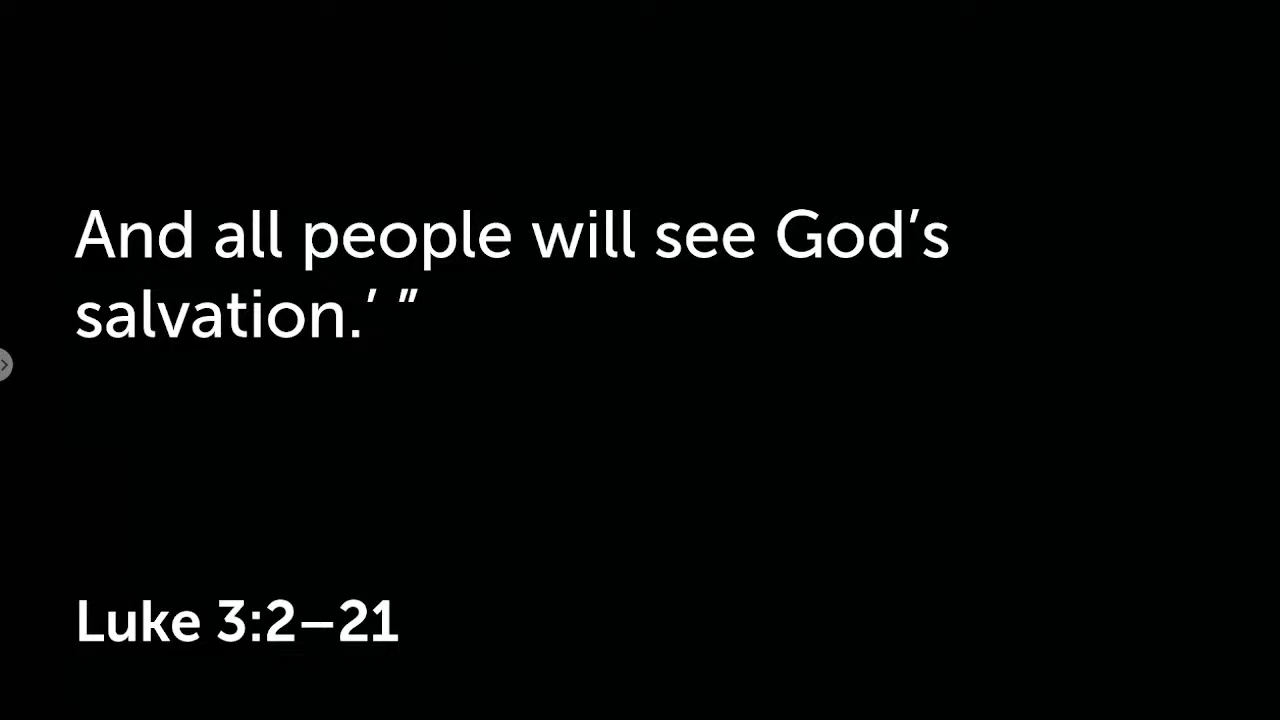 And all people will see God’s
salvation.’ ”
Luke 3:2–21